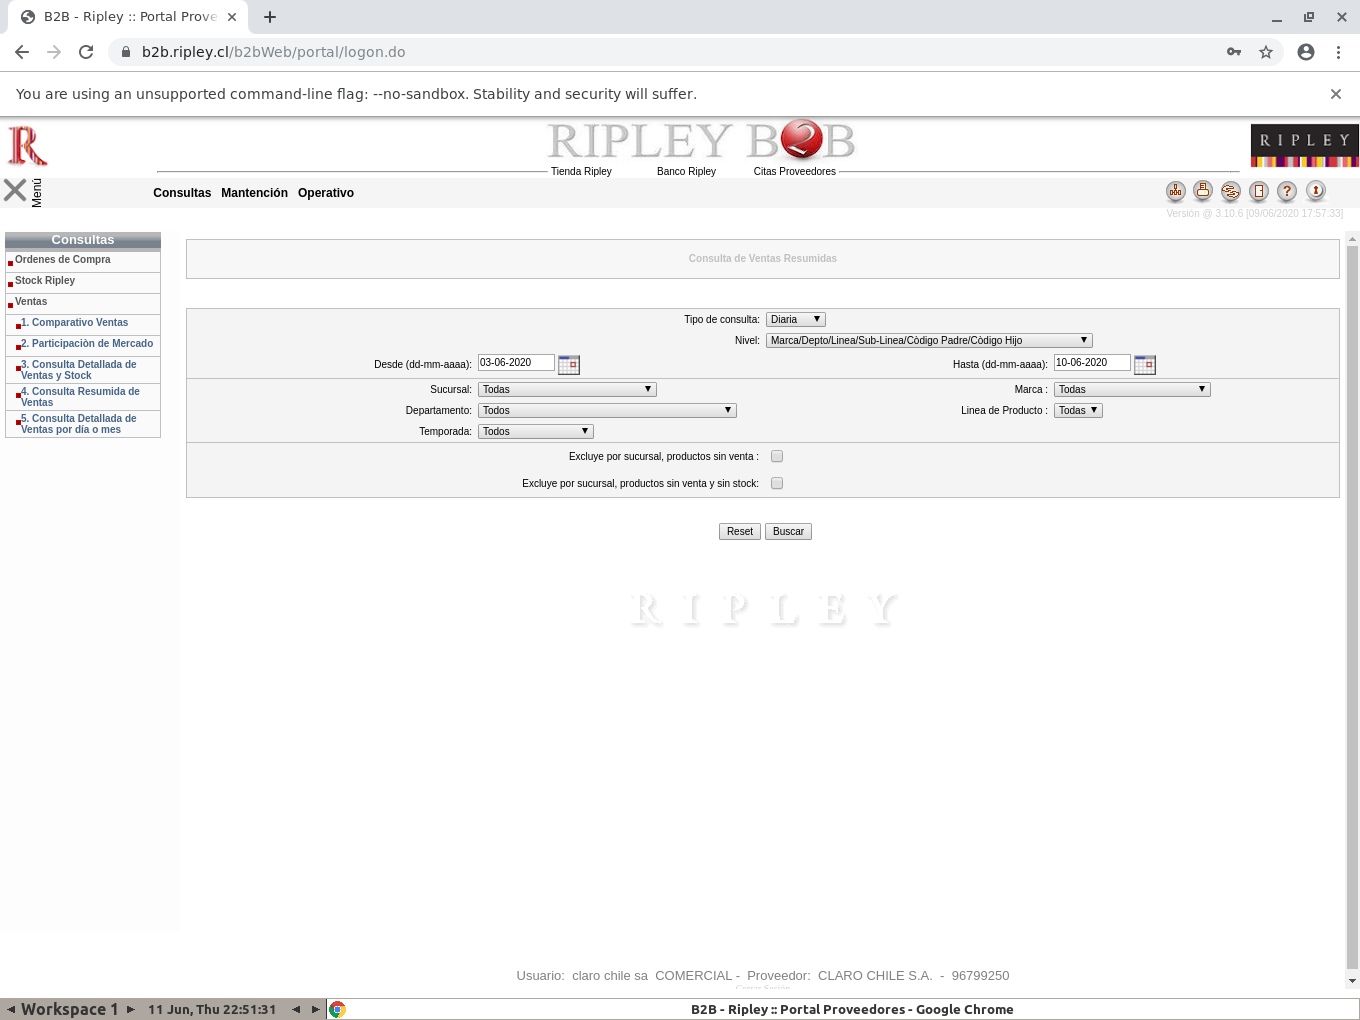 B2B - Ripley :: Portal Prove
b2b.ripley.cl/b2bWeb/portal/logon.do
You are using an unsupported command-line flag: --no-sandbox. Stability and security will suffer.
R
RIPLEY B2B
RIPLEY
Tienda Ripley Banco Ripley Citas Proveedores
Menú
Consultas Mantención Operativo
Versión @ 3.10.6 [09/06/2020 17:57:33]
Consultas
Ordenes de Compra
Stock Ripley
Ventas
1. Comparativo Ventas
2. Participaciòn de Mercado
3. Consulta Detallada de
Ventas y Stock
4. Consulta Resumida de
Ventas
5. Consulta Detallada de
Ventas por día o mes
Consulta de Ventas Resumidas
Tipo de consulta: Diaria
Nivel: Marca/Depto/Linea/Sub-Linea/Còdigo Padre/Còdigo Hijo
Desde (dd-mm-aaaa): 03-06-2020 Hasta (dd-mm-aaaa): 10-06-2020
Sucursal: Todas Marca : Todas
Departamento: Todos Linea de Producto : Todas
Temporada: Todos
Excluye por sucursal, productos sin venta :
Excluye por sucursal, productos sin venta y sin stock:
Reset Buscar
RIPLEY
Usuario: claro chile sa COMERCIAL - Proveedor: CLARO CHILE S.A. - 96799250
Workspace 1 11 Jun, Thu 22:51:31 B2B - Ripley :: Portal Proveedores - Google Chrome